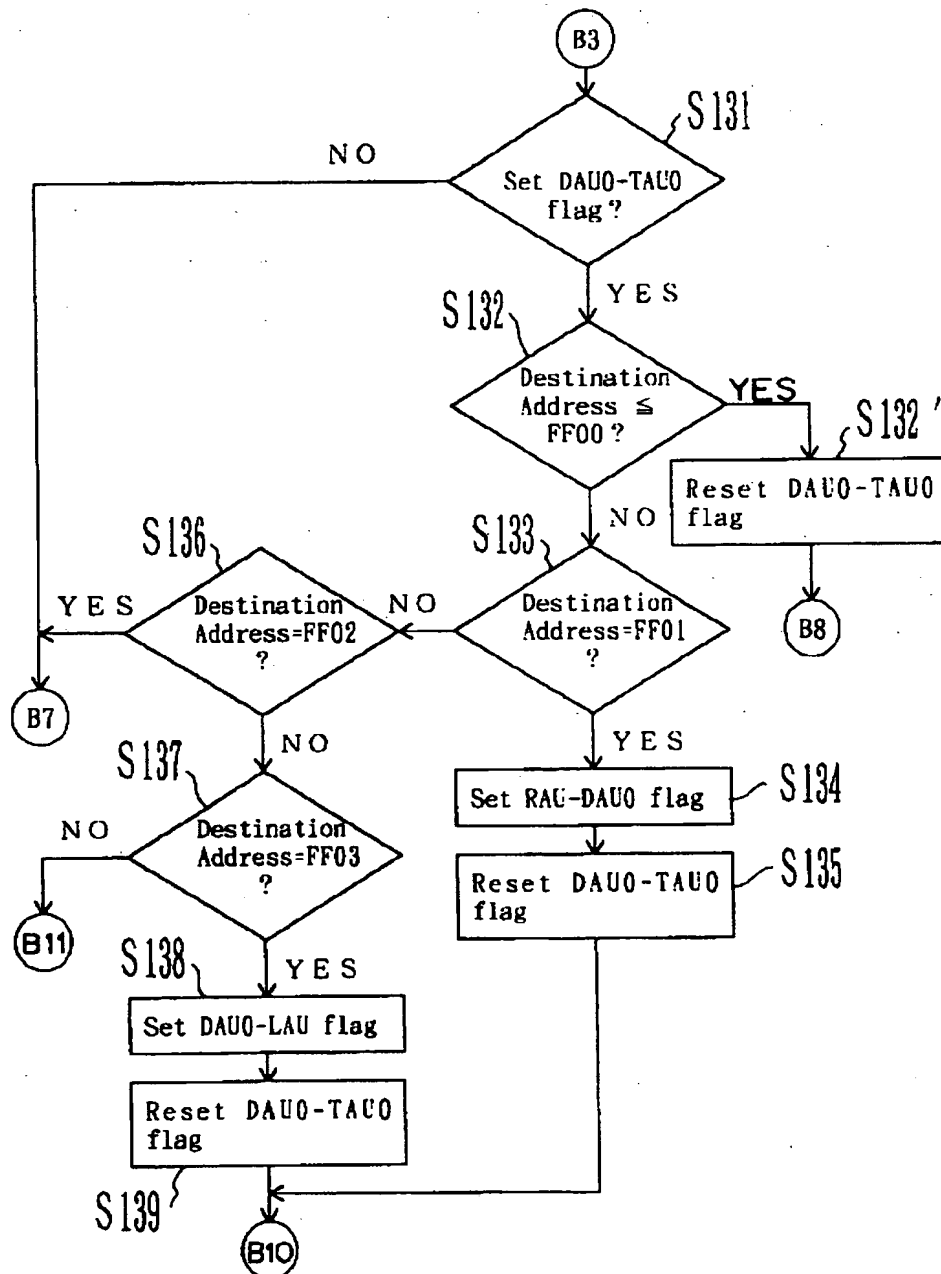 B3
S131
NO
Set DAU0-TAU0
flag?
YES
S132
Destination
Address ≦
FF00?
YES
S132'
Reset DAU0-TAU0
flag
B8
NO
S133
Destination
Address=FF01
?
NO
S136
Destination
Address=FF02
?
YES
B7
YES
S134
Set RAU-DAU0 flag
S135
Reset DAU0-TAU0
flag
NO
S137
Destination
Address=FF03
?
NO
B11
YES
S138
Set DAU0-LAU flag
Reset DAU0-TAU0
flag
S139
B10